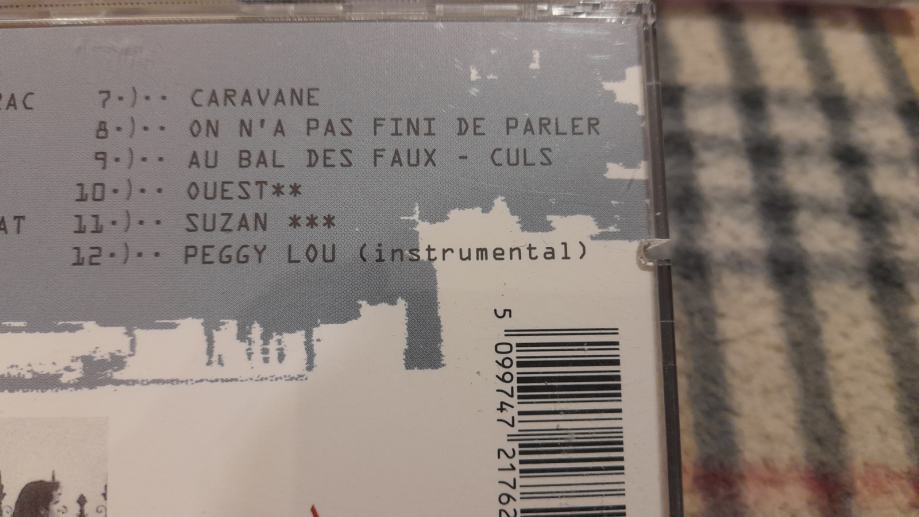 RAC 7·)·· CARAVANE
8·)·· ON N'A PAS FINI DE PARLER
9·)·· AU BAL DES FAUX - CULS
10·)·· OUEST**
AT 11·)·· SUZAN ***
12·)·· PEGGY LOU (instrumental)
5 099747 21762